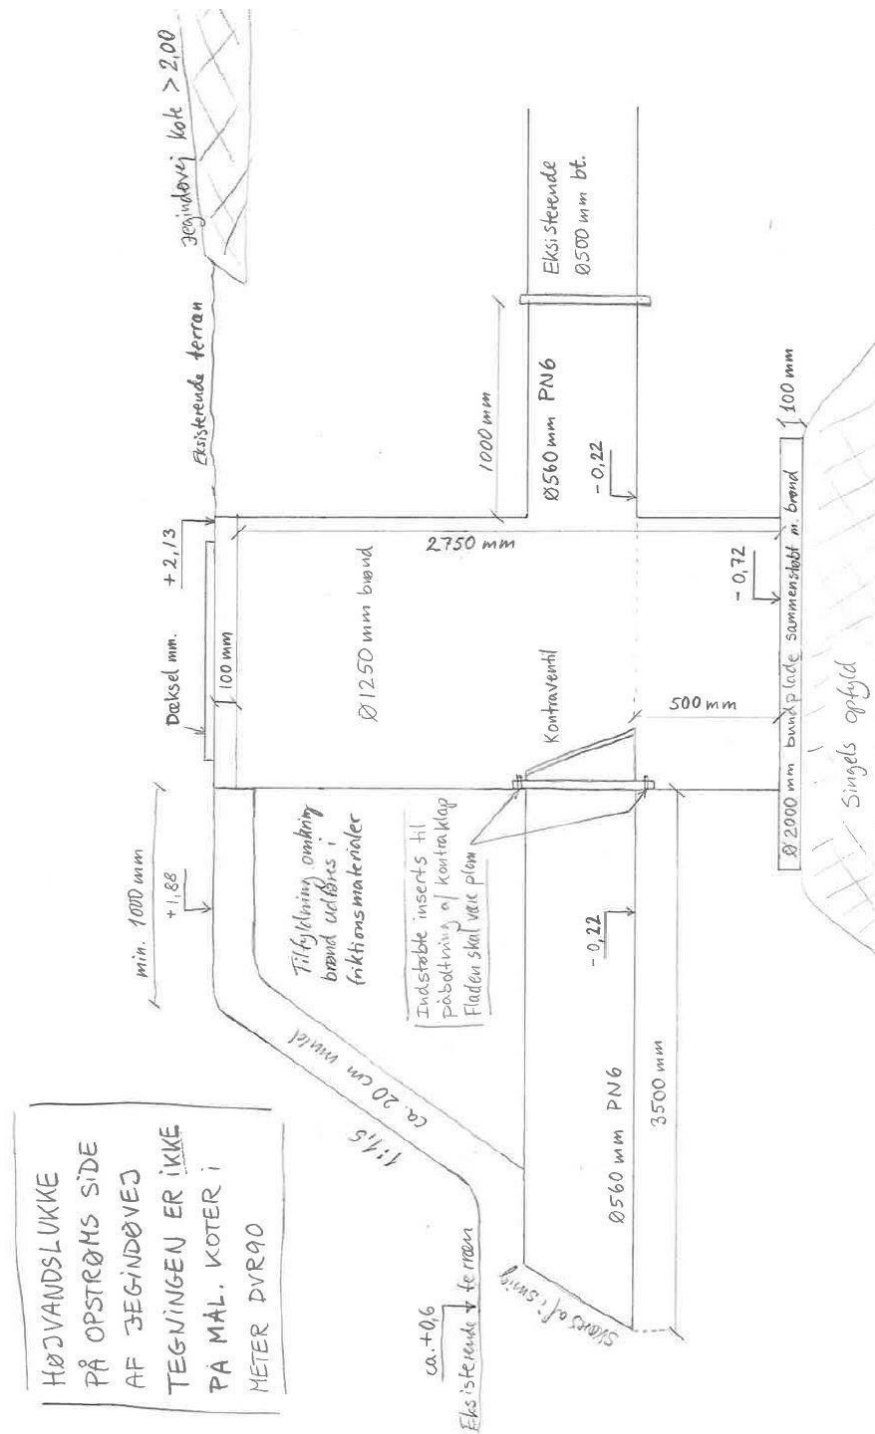 HØJVANDSLUKKE
PÅ OPSTRØMS SIDE
AF JEGINDØVEJ
TEGNINGEN ER IKKE
PÅ MÅL. KOTER I
METER DVR90
ca. +0,6
Eksisterende terræn
1:1,5
ca. 20 cm muld
min. 1000 mm
+1,88
Dæksel mm.
+2,13
Eksisterende terræn
Jegindøvej kote > 2,00
100 mm
Ø1250 mm brønd
2750 mm
Tilfyldning omkring
brønd udføres i
friktionsmaterialer
Indstøbte inserts til
påboltning af kontraklap
Fladen skal være plan
Kontraventil
1000 mm
Ø560 mm PN6
Eksisterende
Ø500 mm bt.
-0,22
-0,22
Ø560 mm PN6
Skæres af i smig
3500 mm
500 mm
-0,72
Ø2000 mm bundplade sammenstøbt m. brønd
100 mm
Singels opfyld